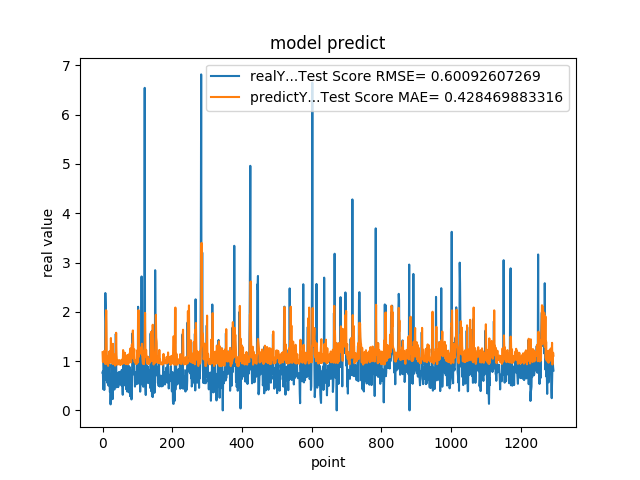 model predict
realY...Test Score RMSE= 0.60092607269
predictY...Test Score MAE= 0.428469883316
real value
7
6
5
4
3
2
1
0
0 200 400 600 800 1000 1200
point